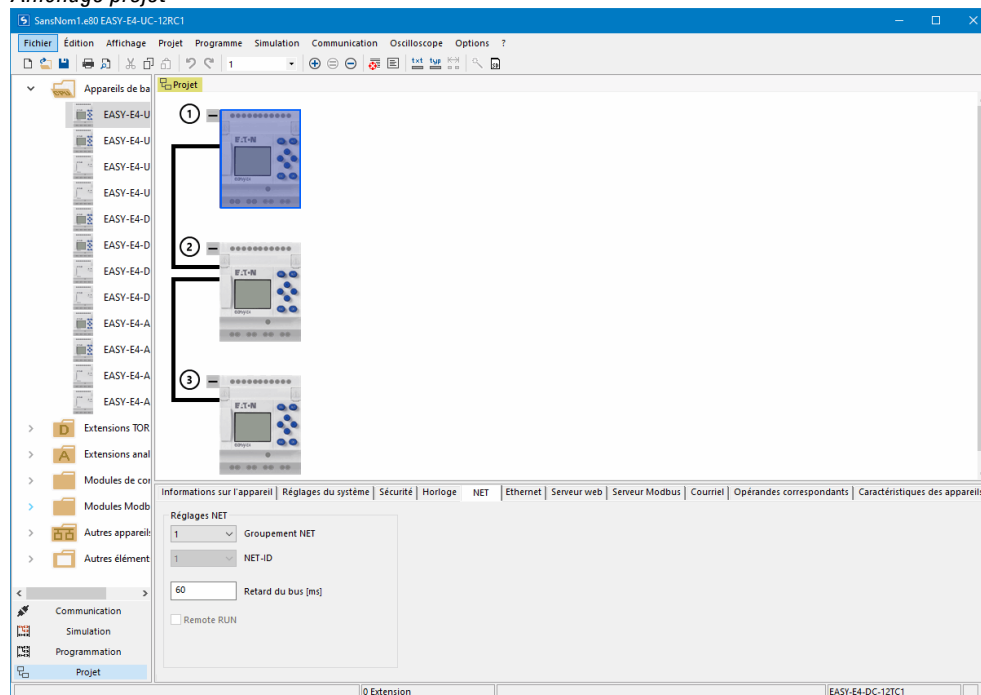 Affichage projet
SansNom1.e80 EASY-E4-UC-12RC1
Fichier Édition Affichage Projet Programme Simulation Communication Oscilloscope Options ?
1
txt typ
Appareils de ba
EASY-E4-U
EASY-E4-U
EASY-E4-U
EASY-E4-U
EASY-E4-D
EASY-E4-D
EASY-E4-D
EASY-E4-D
EASY-E4-A
EASY-E4-A
EASY-E4-A
EASY-E4-A
D Extensions TOR
A Extensions anal
Modules de cor
Modules Modb
Autres appareil
Autres élément
Communication
Simulation
Programmation
Projet
Projet
1
E·T·N
2
E·T·N
3
E·T·N
Informations sur l'appareil Réglages du système Sécurité Horloge NET Ethernet Serveur web Serveur Modbus Courriel Opérandes correspondants Caractéristiques des appareils
Réglages NET
1 Groupement NET
1 NET-ID
60 Retard du bus [ms]
Remote RUN
0 Extension
EASY-E4-DC-12TC1